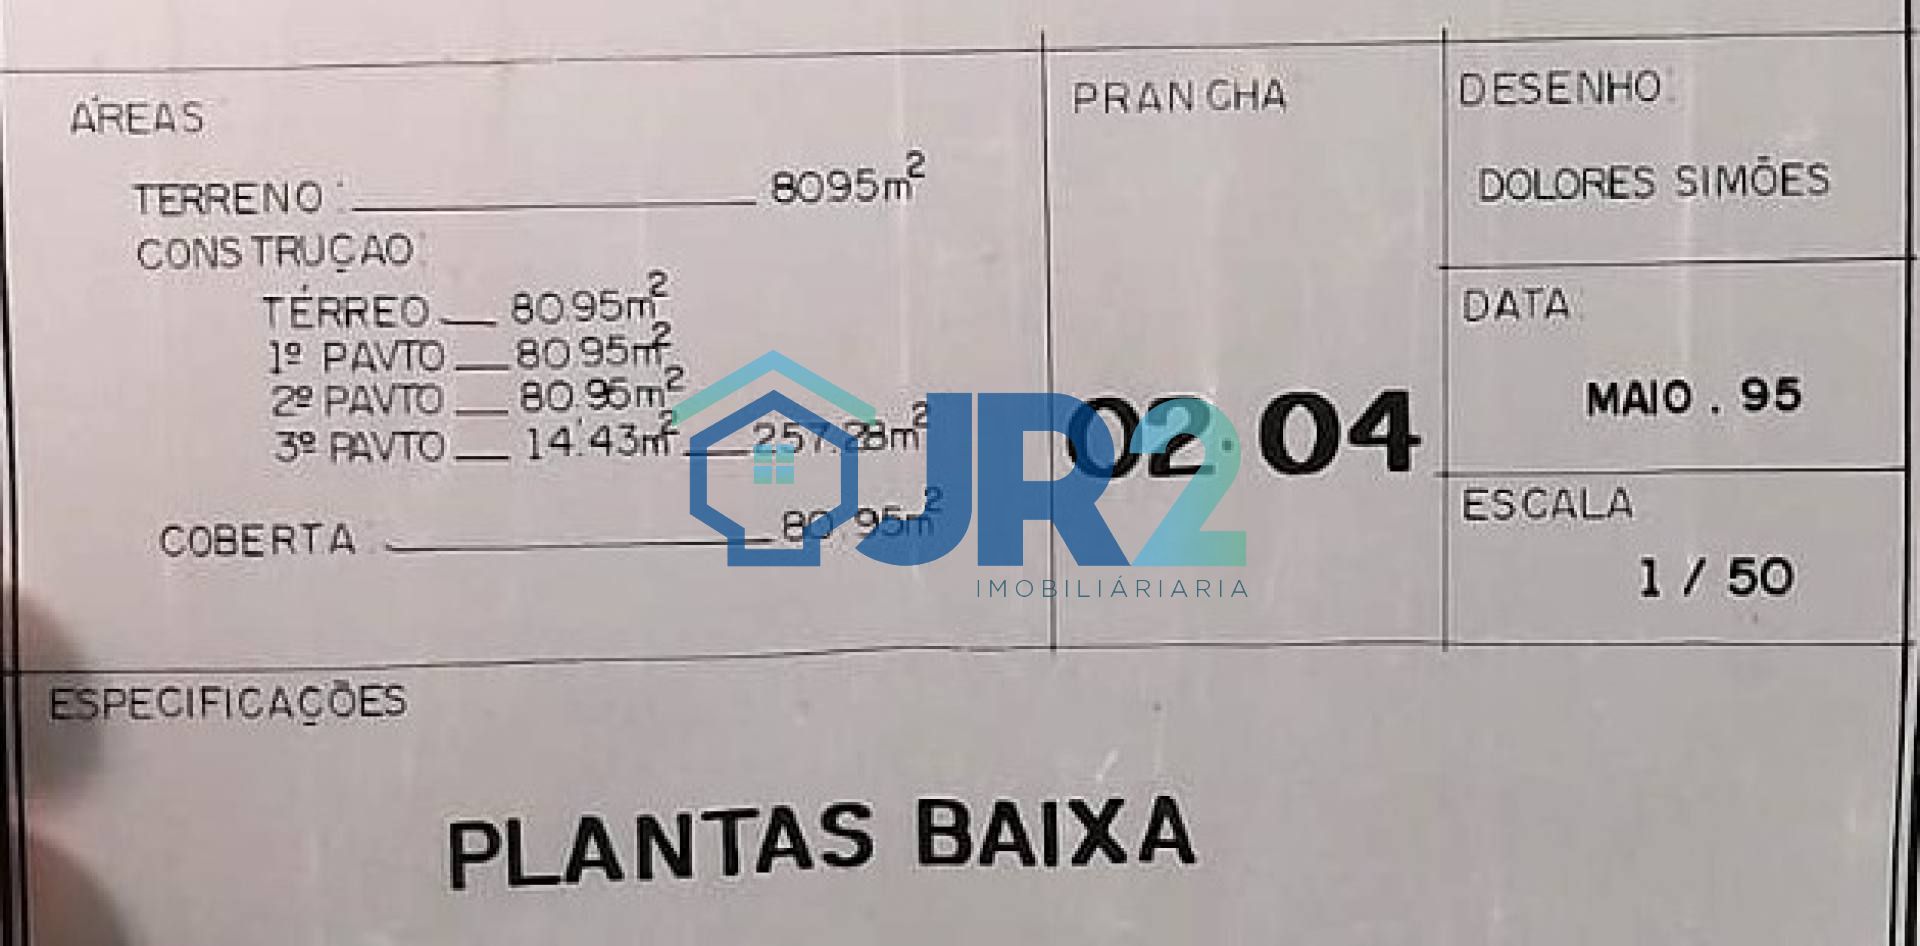 ÁREAS
TERRENO : 8095m²
CONSTRUÇAO:
TÉRREO 80.95m²
1º PAVTO 80.95m²
2º PAVTO 80.95m²
3º PAVTO 14.43m² 257.28m²
COBERTA : 80.95m²
PRANCHA
02.04
DESENHO:
DOLORES SIMÕES
DATA:
MAIO . 95
ESCALA
1 / 50
ESPECIFICAÇÕES
PLANTAS BAIXA
JR2
IMOBILIÁRIARIA